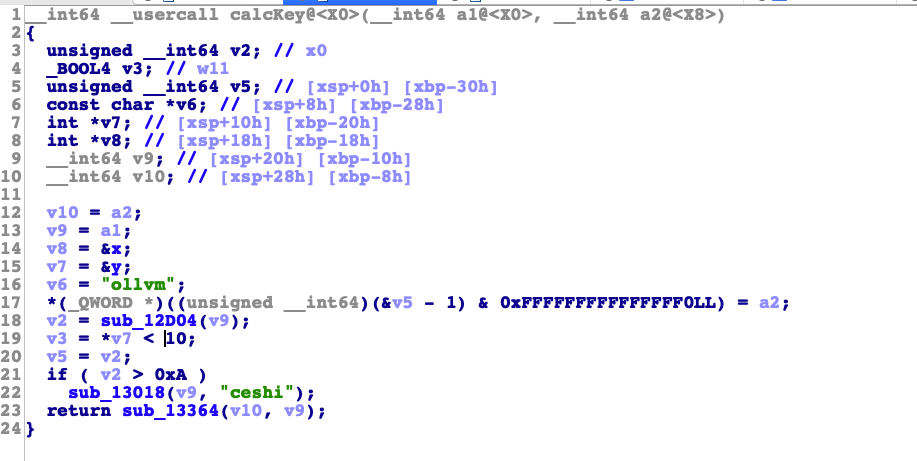 1 __int64 __usercall calcKey@<X0>(__int64 a1@<X0>, __int64 a2@<X8>)
2 {
3 unsigned __int64 v2; // x0
4 _BOOL4 v3; // w11
5 unsigned __int64 v5; // [xsp+0h] [xbp-30h]
6 const char *v6; // [xsp+8h] [xbp-28h]
7 int *v7; // [xsp+10h] [xbp-20h]
8 int *v8; // [xsp+18h] [xbp-18h]
9 __int64 v9; // [xsp+20h] [xbp-10h]
10 __int64 v10; // [xsp+28h] [xbp-8h]
11
12 v10 = a2;
13 v9 = a1;
14 v8 = &x;
15 v7 = &y;
16 v6 = "ollvm";
17 *(_QWORD *)((unsigned __int64)(&v5 - 1) & 0xFFFFFFFFFFFFFFF0LL) = a2;
18 v2 = sub_12D04(v9);
19 v3 = *v7 < 10;
20 v5 = v2;
21 if ( v2 > 0xA )
22 sub_13018(v9, "ceshi");
23 return sub_13364(v10, v9);
24 }